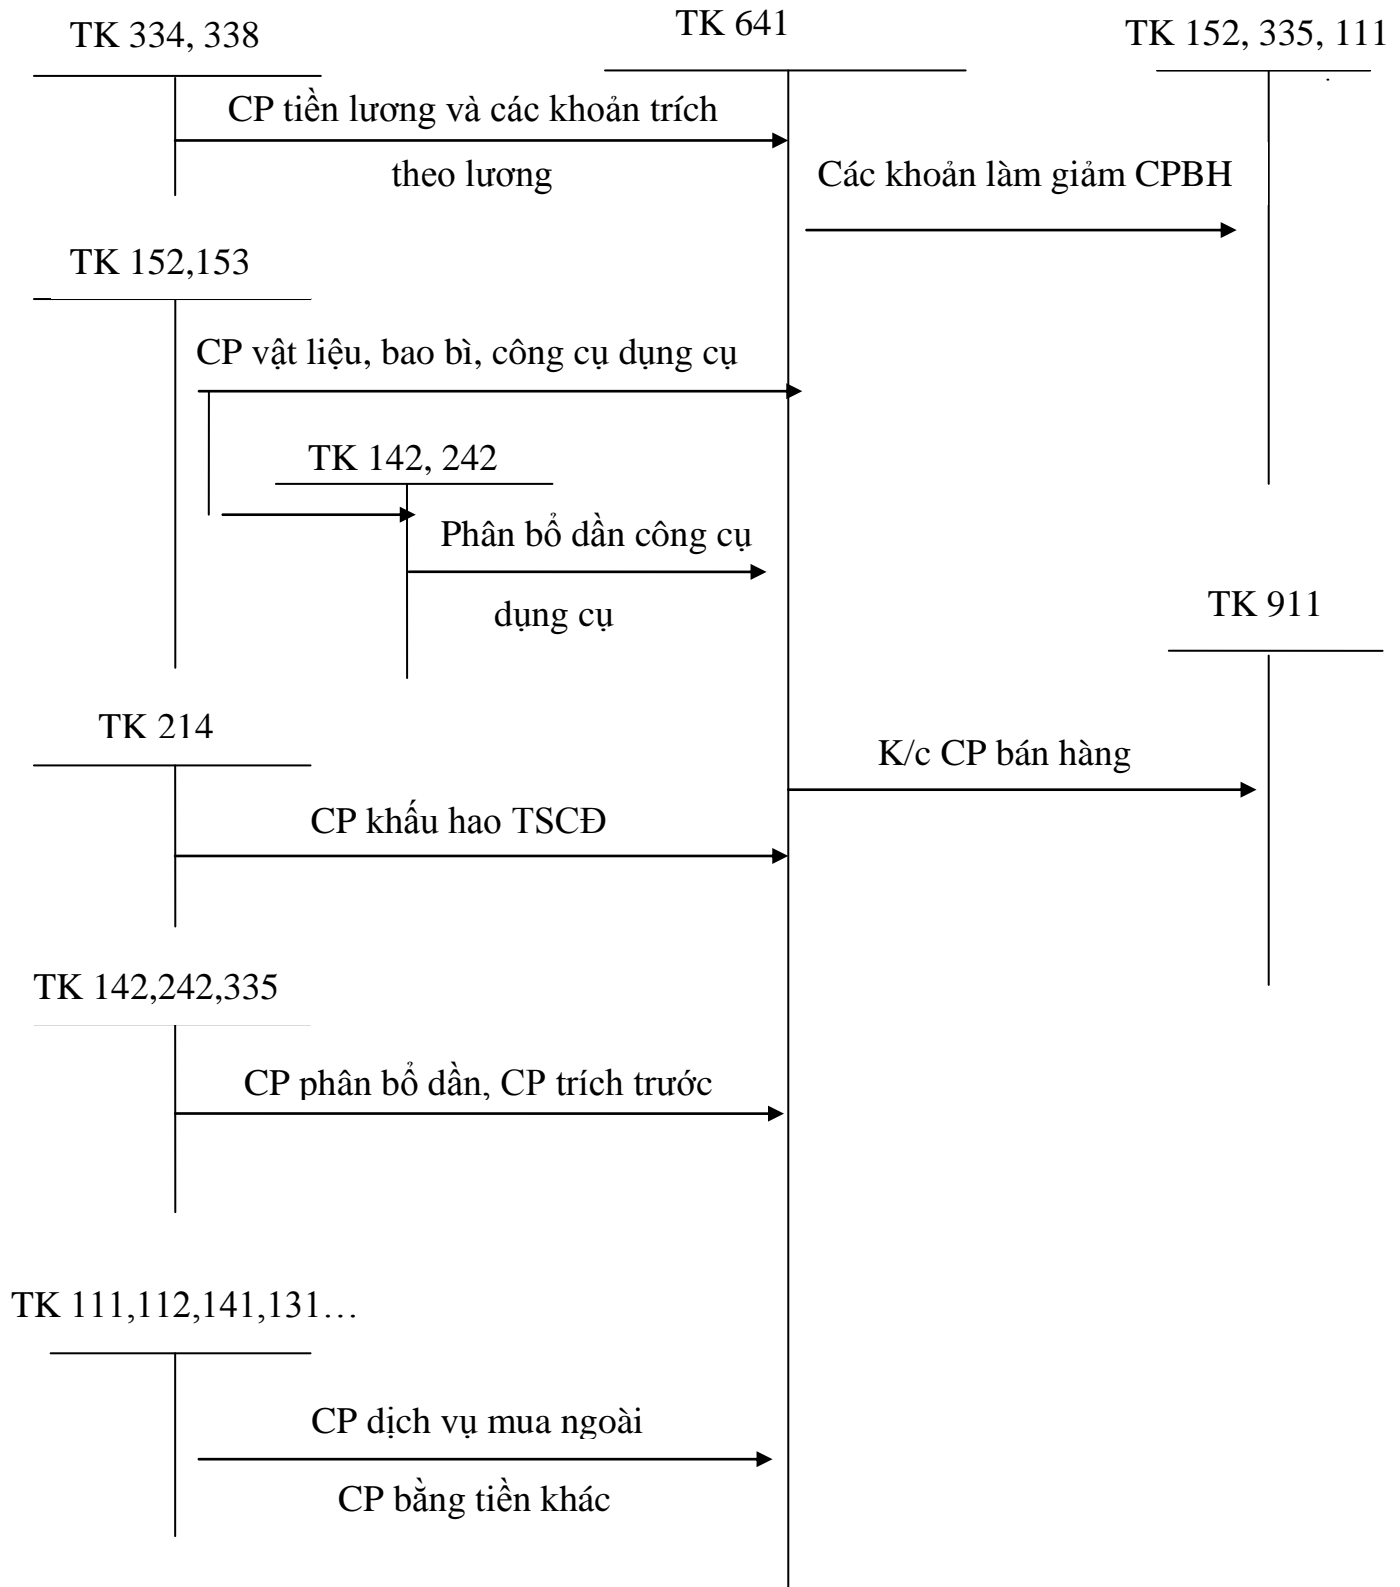 TK 334, 338
TK 641
TK 152, 335, 111
CP tiền lương và các khoản trích
theo lương
Các khoản làm giảm CPBH
TK 152,153
CP vật liệu, bao bì, công cụ dụng cụ
TK 142, 242
Phân bổ dần công cụ
dụng cụ
TK 911
TK 214
K/c CP bán hàng
CP khấu hao TSCĐ
TK 142,242,335
CP phân bổ dần, CP trích trước
TK 111,112,141,131…
CP dịch vụ mua ngoài
CP bằng tiền khác